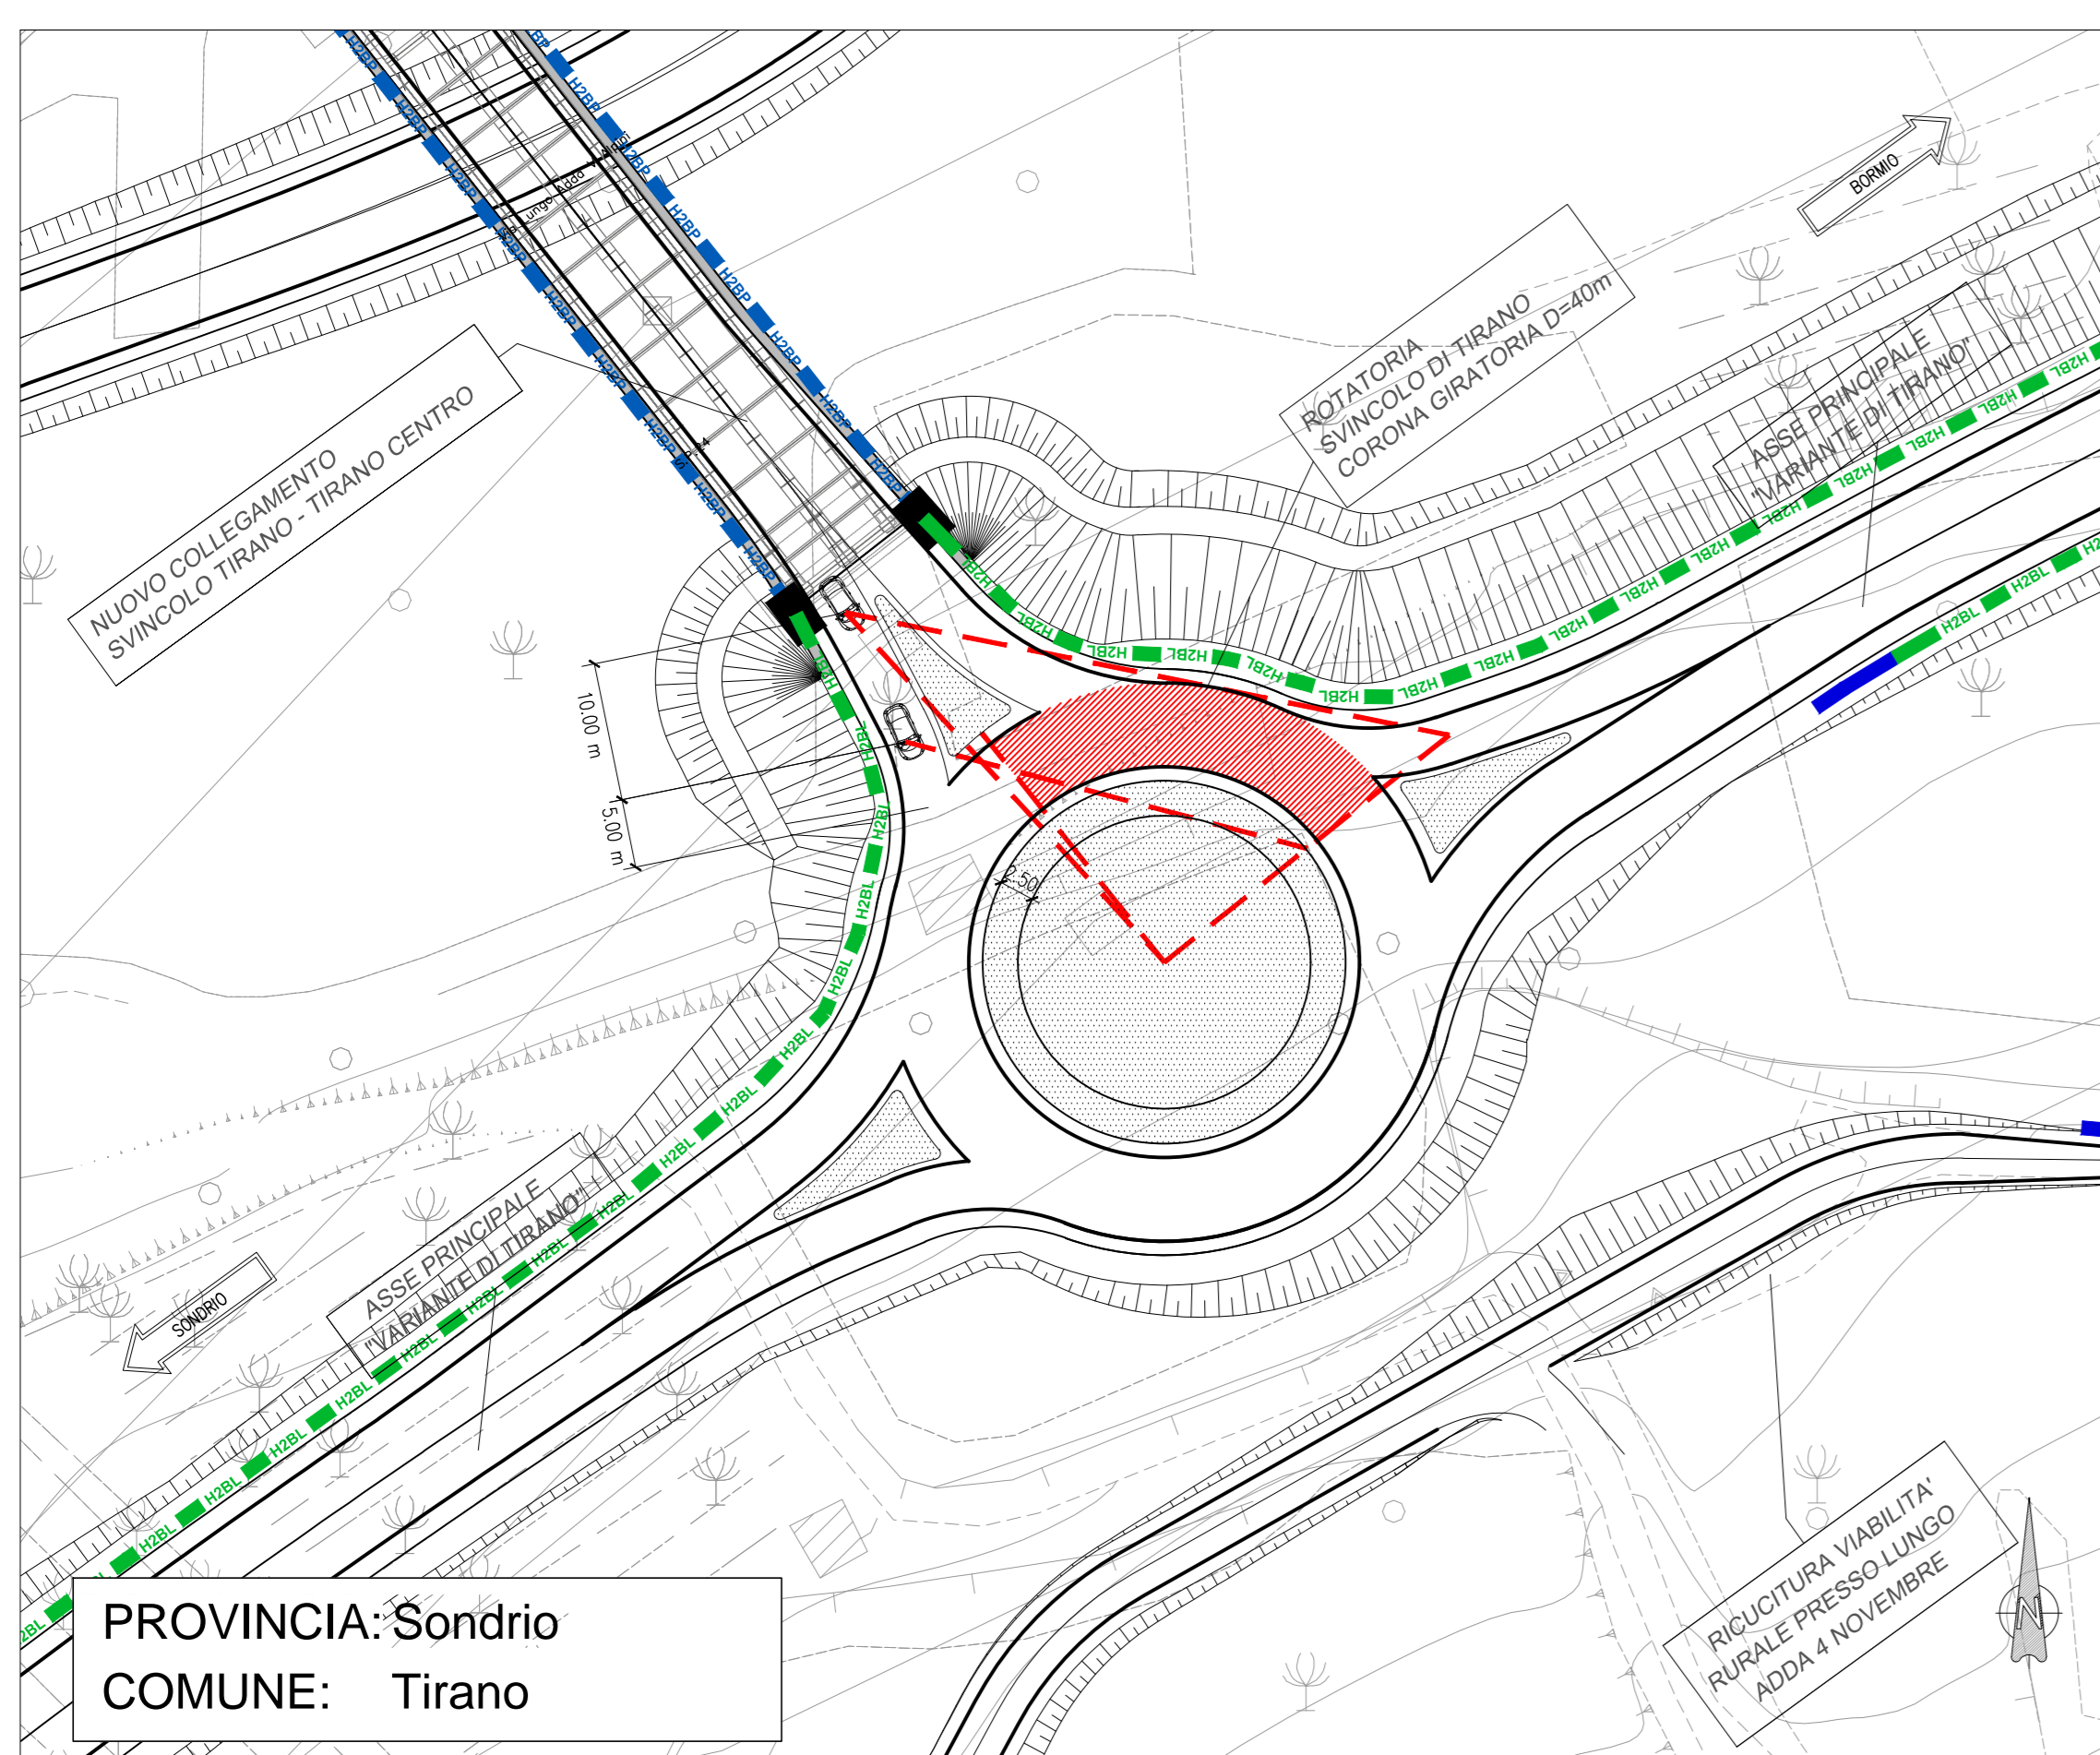 BORMIO
NUOVO COLLEGAMENTO
SVINCOLO TIRANO - TIRANO CENTRO
ROTATORIA
SVINCOLO DI TIRANO
CORONA GIRATORIA D=40m
ASSE PRINCIPALE
"VARIANTE DI TIRANO"
H2BP
H2BL
10.00 m
5.00 m
2.50
ASSE PRINCIPALE
"VARIANTE DI TIRANO"
SONDRIO
RICUCITURA VIABILITA'
RURALE PRESSO LUNGO
ADDA 4 NOVEMBRE
N
PROVINCIA: Sondrio
COMUNE: Tirano